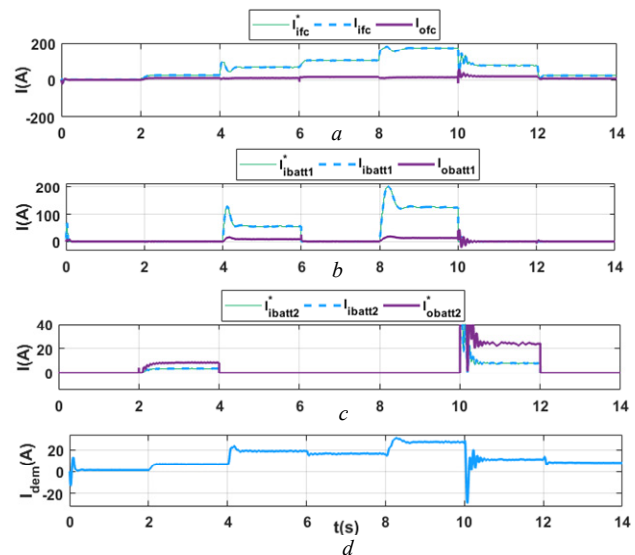 I*ifc Iifc Iofc
200
0
-200
I(A)
0 2 4 6 8 10 12 14
a
I*ibatt1 Iibatt1 Iobatt1
200
100
0
I(A)
0 2 4 6 8 10 12 14
b
I*ibatt2 Iibatt2 I*obatt2
40
20
0
I(A)
0 2 4 6 8 10 12 14
c
20
0
-20
Idem(A)
0 2 4 6 8 10 12 14
t(s)
d